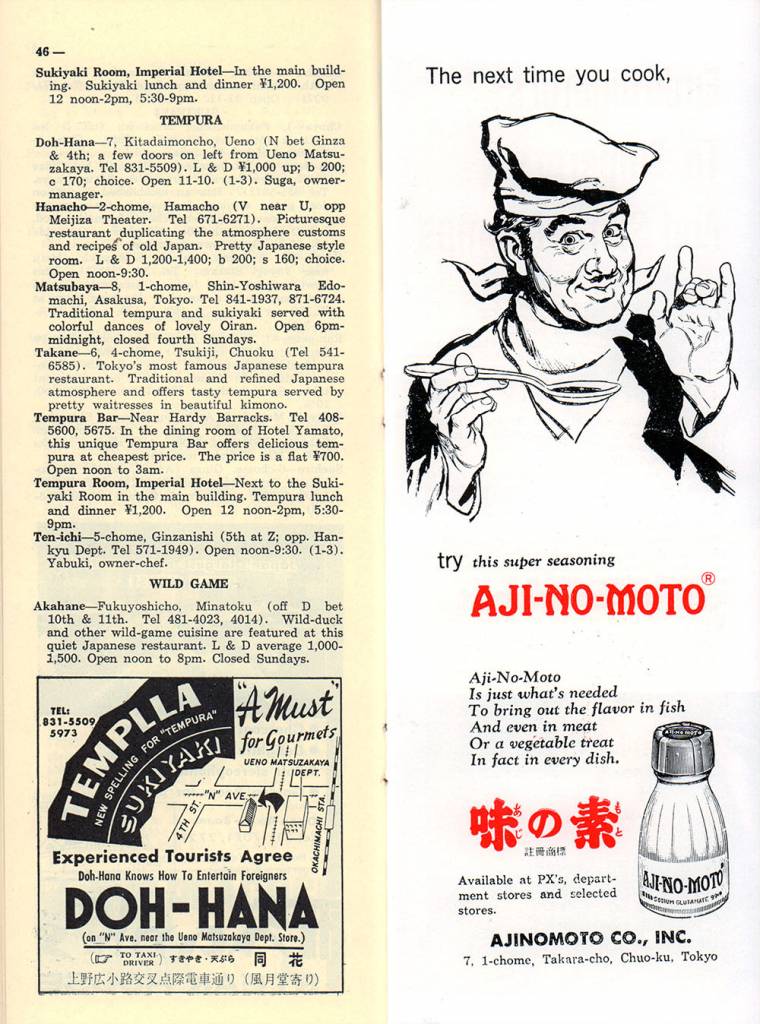 46 —
Sukiyaki Room, Imperial Hotel—In the main build-
ing. Sukiyaki lunch and dinner ¥1,200. Open
12 noon-2pm, 5:30-9pm.
TEMPURA
Doh-Hana—7, Kitadaimoncho, Ueno (N bet Ginza
& 4th; a few doors on left from Ueno Matsu-
zakaya. Tel 831-5509). L & D ¥1,000 up; b 200;
c 170; choice. Open 11-10. (1-3). Suga, owner-
manager.
Hanacho—2-chome, Hamacho (V near U, opp
Meijiza Theater. Tel 671-6271). Picturesque
restaurant duplicating the atmosphere customs
and recipes of old Japan. Pretty Japanese style
room. L & D 1,200-1,400; b 200; s 160; choice.
Open noon-9:30.
Matsubaya—8, 1-chome, Shin-Yoshiwara Edo-
machi, Asakusa, Tokyo. Tel 841-1937, 871-6724.
Traditional tempura and sukiyaki served with
colorful dances of lovely Oiran. Open 6pm-
midnight, closed fourth Sundays.
Takane—6, 4-chome, Tsukiji, Chuoku (Tel 541-
6585). Tokyo's most famous Japanese tempura
restaurant. Traditional and refined Japanese
atmosphere and offers tasty tempura served by
pretty waitresses in beautiful kimono.
Tempura Bar—Near Hardy Barracks. Tel 408-
5600, 5675. In the dining room of Hotel Yamato,
this unique Tempura Bar offers delicious tem-
pura at cheapest price. The price is a flat ¥700.
Open noon to 3am.
Tempura Room, Imperial Hotel—Next to the Suki-
yaki Room in the main building. Tempura lunch
and dinner ¥1,200. Open 12 noon-2pm, 5:30-
9pm.
Ten-ichi—5-chome, Ginzanishi (5th at Z; opp. Han-
kyu Dept. Tel 571-1949). Open noon-9:30. (1-3).
Yabuki, owner-chef.
WILD GAME
Akahane—Fukuyoshicho, Minatoku (off D bet
10th & 11th. Tel 481-4023, 4014). Wild-duck
and other wild-game cuisine are featured at this
quiet Japanese restaurant. L & D average 1,000-
1,500. Open noon to 8pm. Closed Sundays.
TEL:
831-5509
5973
TEMPLLA
NEW SPELLING FOR "TEMPURA"
SUKIYAKI
"A Must"
for Gourmets
UENO MATSUZAKAYA
DEPT.
"N" AVE.
4TH ST.
OKACHIMACHI STA.
Experienced Tourists Agree
Doh-Hana Knows How To Entertain Foreigners
DOH-HANA
(on "N" Ave. near the Ueno Matsuzakaya Dept. Store.)
(☞ TO TAXI DRIVER) すきやき・天ぷら 同花
上野広小路交叉点際電車通り(風月堂寄り)
The next time you cook,
try this super seasoning
AJI-NO-MOTO®
Aji-No-Moto
Is just what's needed
To bring out the flavor in fish
And even in meat
Or a vegetable treat
In fact in every dish.
味の素
あじ もと
註冊商標
AJI-NO-MOTO
AJI-NO-MOTO
Available at PX's, depart-
ment stores and selected
stores.
AJINOMOTO CO., INC.
7, 1-chome, Takara-cho, Chuo-ku, Tokyo